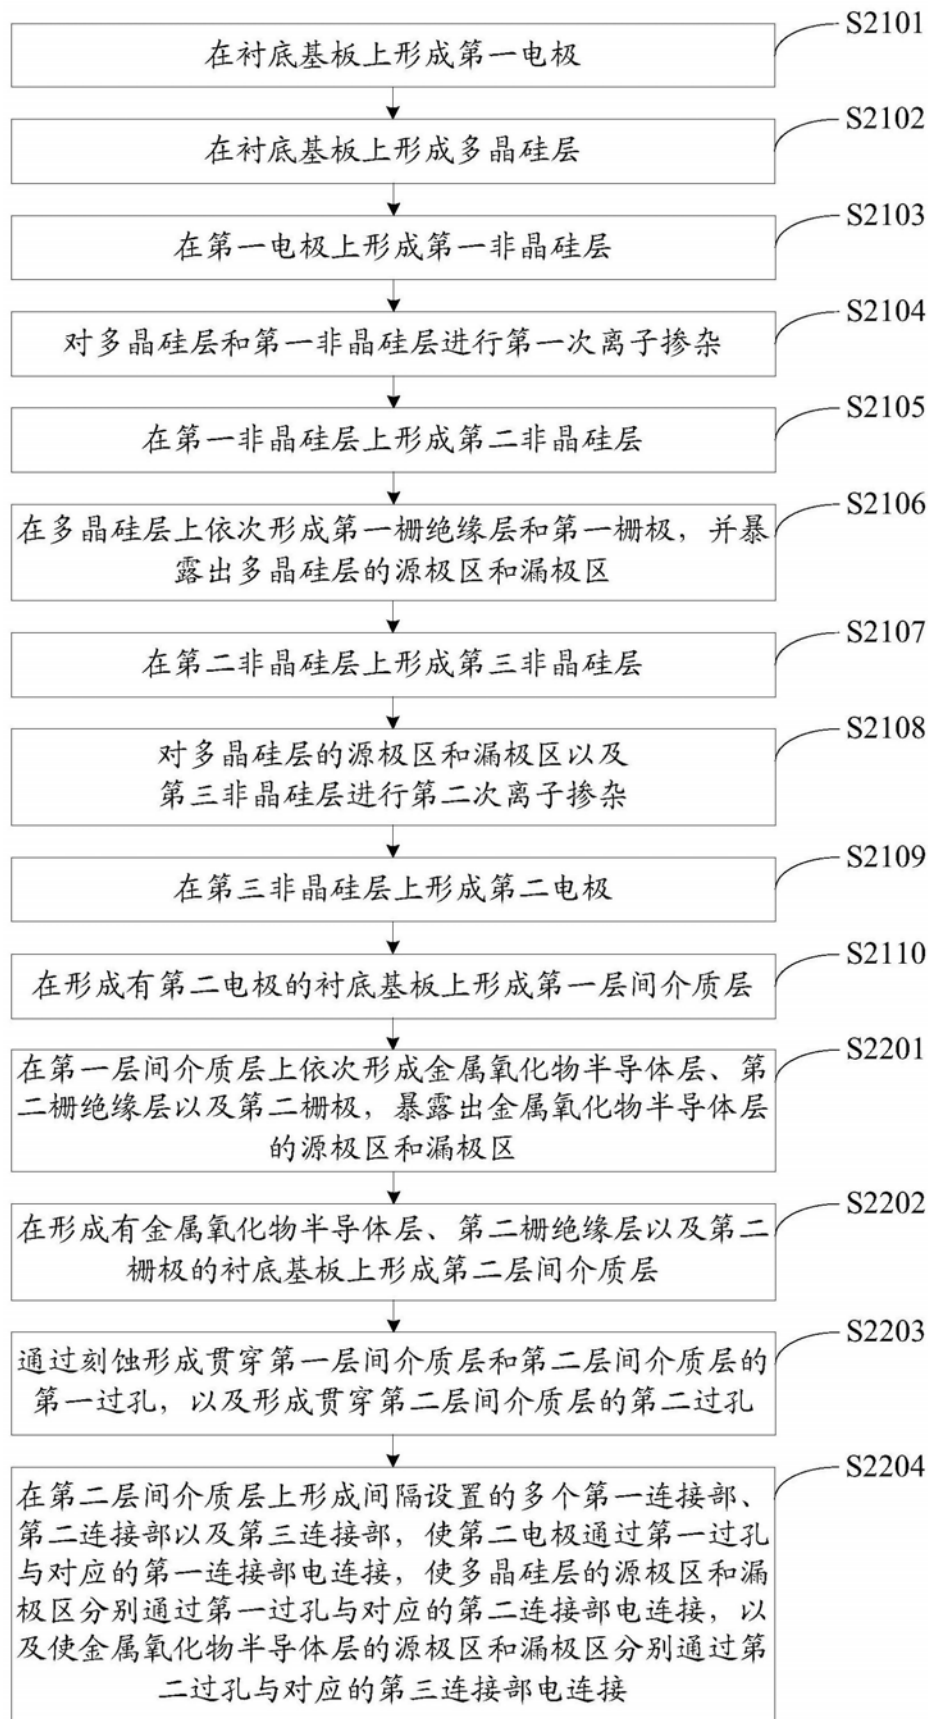 S2101
在衬底基板上形成第一电极
S2102
在衬底基板上形成多晶硅层
S2103
在第一电极上形成第一非晶硅层
S2104
对多晶硅层和第一非晶硅层进行第一次离子掺杂
S2105
在第一非晶硅层上形成第二非晶硅层
S2106
在多晶硅层上依次形成第一栅绝缘层和第一栅极，并暴
露出多晶硅层的源极区和漏极区
S2107
在第二非晶硅层上形成第三非晶硅层
S2108
对多晶硅层的源极区和漏极区以及
第三非晶硅层进行第二次离子掺杂
S2109
在第三非晶硅层上形成第二电极
S2110
在形成有第二电极的衬底基板上形成第一层间介质层
S2201
在第一层间介质层上依次形成金属氧化物半导体层、第
二栅绝缘层以及第二栅极，暴露出金属氧化物半导体层
的源极区和漏极区
S2202
在形成有金属氧化物半导体层、第二栅绝缘层以及第二
栅极的衬底基板上形成第二层间介质层
S2203
通过刻蚀形成贯穿第一层间介质层和第二层间介质层的
第一过孔，以及形成贯穿第二层间介质层的第二过孔
S2204
在第二层间介质层上形成间隔设置的多个第一连接部、
第二连接部以及第三连接部，使第二电极通过第一过孔
与对应的第一连接部电连接，使多晶硅层的源极区和漏
极区分别通过第一过孔与对应的第二连接部电连接，以
及使金属氧化物半导体层的源极区和漏极区分别通过第
二过孔与对应的第三连接部电连接